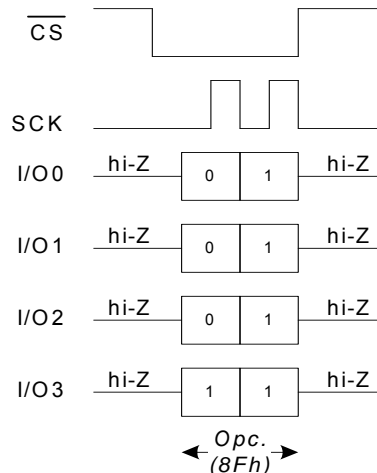 CS
SCK
I/O0 hi-Z 0 1 hi-Z
I/O1 hi-Z 0 1 hi-Z
I/O2 hi-Z 0 1 hi-Z
I/O3 hi-Z 1 1 hi-Z
Opc.
(8Fh)